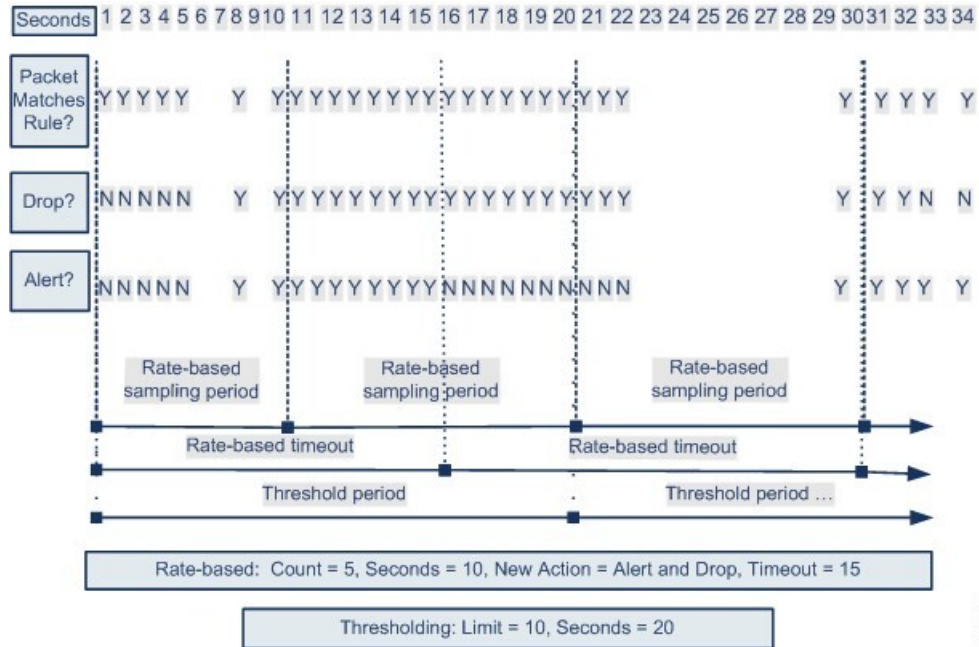 Seconds 1 2 3 4 5 6 7 8 9 10 11 12 13 14 15 16 17 18 19 20 21 22 23 24 25 26 27 28 29 30 31 32 33 34
Packet
Matches
Rule?
Y Y Y Y Y Y Y Y Y Y Y Y Y Y Y Y Y Y Y Y Y Y Y Y Y
Drop?
N N N N N Y Y Y Y Y Y Y Y Y Y Y Y Y Y Y Y Y Y N N
Alert?
N N N N N Y Y Y Y Y Y Y Y N N N N N N N N Y Y Y Y
Rate-based
sampling period
Rate-based
sampling period
Rate-based
sampling period
Rate-based timeout
Rate-based timeout
Threshold period
Threshold period ...
Rate-based: Count = 5, Seconds = 10, New Action = Alert and Drop, Timeout = 15
Thresholding: Limit = 10, Seconds = 20